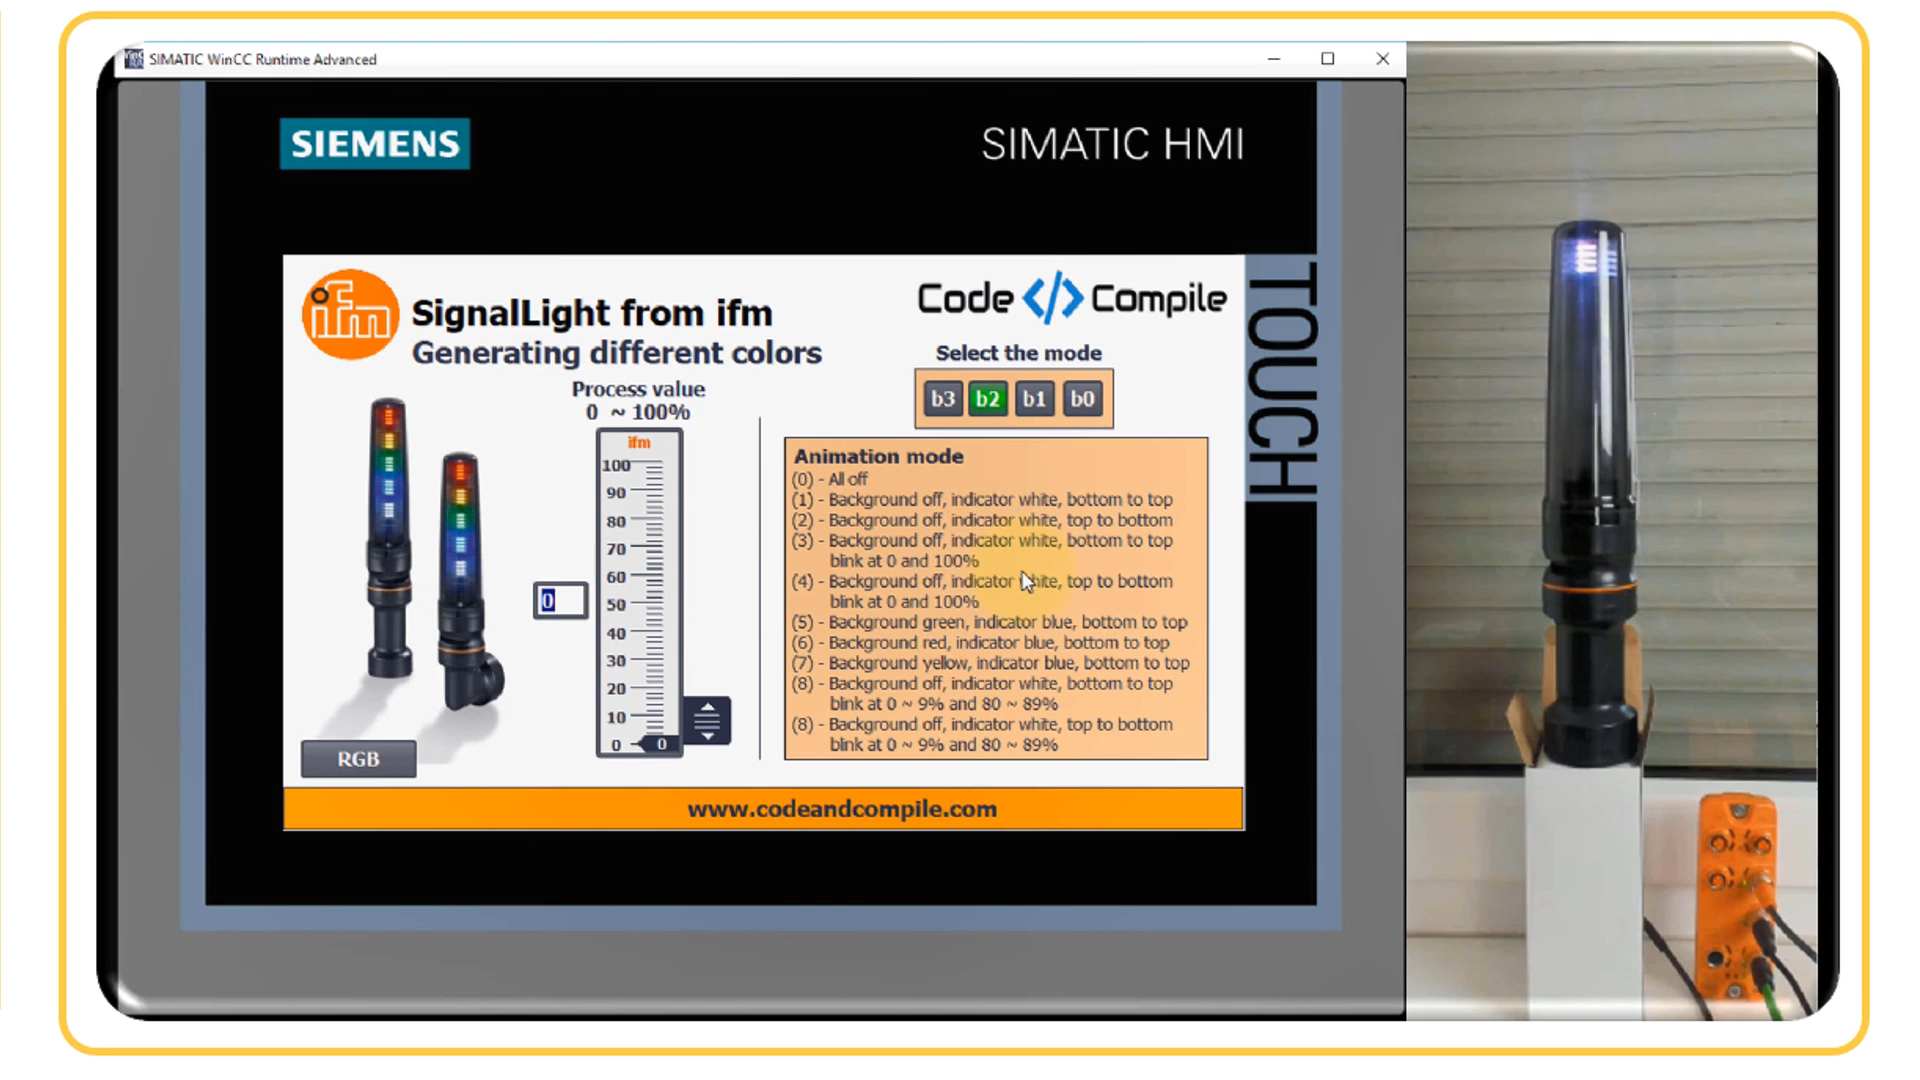 SIMATIC WinCC Runtime Advanced
SIEMENS
SIMATIC HMI
TOUCH
ifm
SignalLight from ifm
Generating different colors
Code </> Compile
Process value
0 ~ 100%
Select the mode
b3 b2 b1 b0
ifm
100
90
80
70
60
50
40
30
20
10
0
0
0
Animation mode
(0) - All off
(1) - Background off, indicator white, bottom to top
(2) - Background off, indicator white, top to bottom
(3) - Background off, indicator white, bottom to top
blink at 0 and 100%
(4) - Background off, indicator white, top to bottom
blink at 0 and 100%
(5) - Background green, indicator blue, bottom to top
(6) - Background red, indicator blue, bottom to top
(7) - Background yellow, indicator blue, bottom to top
(8) - Background off, indicator white, bottom to top
blink at 0 ~ 9% and 80 ~ 89%
(8) - Background off, indicator white, top to bottom
blink at 0 ~ 9% and 80 ~ 89%
RGB
www.codeandcompile.com